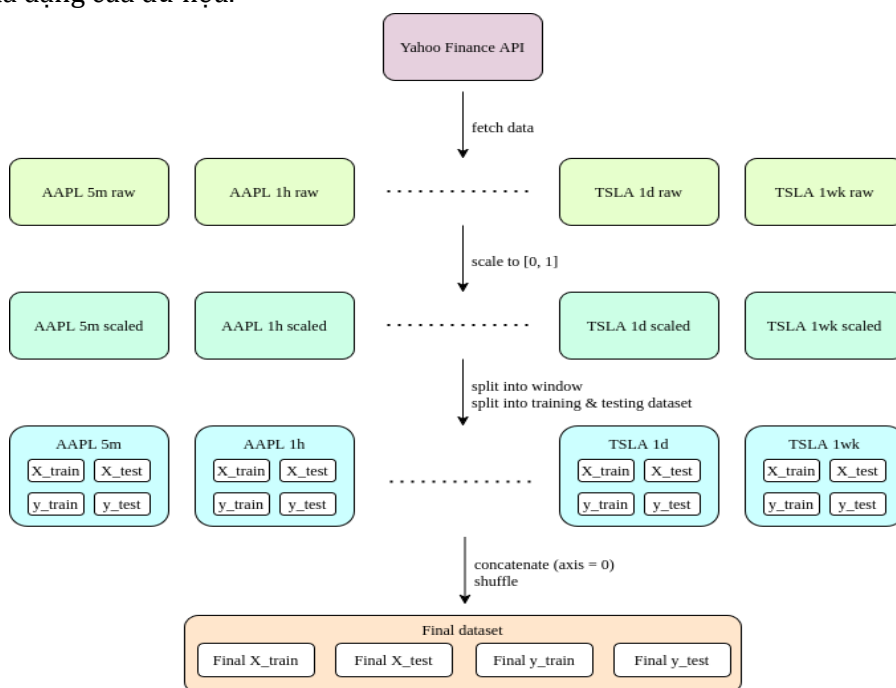 dạng của dữ liệu.
Yahoo Finance API
fetch data
AAPL 5m raw
AAPL 1h raw
TSLA 1d raw
TSLA 1wk raw
scale to [0, 1]
AAPL 5m scaled
AAPL 1h scaled
TSLA 1d scaled
TSLA 1wk scaled
split into window
split into training & testing dataset
AAPL 5m
X_train X_test
y_train y_test
AAPL 1h
X_train X_test
y_train y_test
TSLA 1d
X_train X_test
y_train y_test
TSLA 1wk
X_train X_test
y_train y_test
concatenate (axis = 0)
shuffle
Final dataset
Final X_train Final X_test Final y_train Final y_test